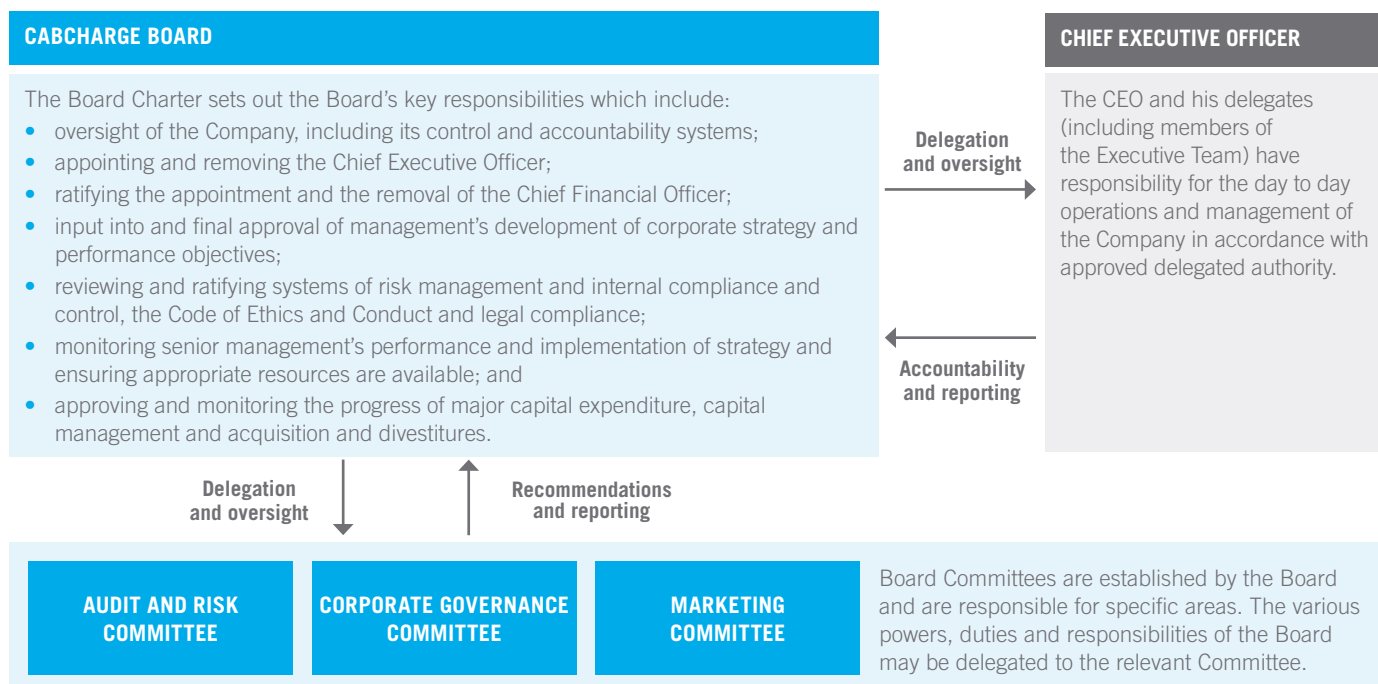 CABCHARGE BOARD
The Board Charter sets out the Board's key responsibilities which include:
• oversight of the Company, including its control and accountability systems;
• appointing and removing the Chief Executive Officer;
• ratifying the appointment and the removal of the Chief Financial Officer;
• input into and final approval of management's development of corporate strategy and
performance objectives;
• reviewing and ratifying systems of risk management and internal compliance and
control, the Code of Ethics and Conduct and legal compliance;
• monitoring senior management's performance and implementation of strategy and
ensuring appropriate resources are available; and
• approving and monitoring the progress of major capital expenditure, capital
management and acquisition and divestitures.
Delegation
and oversight
Accountability
and reporting
CHIEF EXECUTIVE OFFICER
The CEO and his delegates
(including members of
the Executive Team) have
responsibility for the day to day
operations and management of
the Company in accordance with
approved delegated authority.
Delegation
and oversight
Recommendations
and reporting
AUDIT AND RISK
COMMITTEE
CORPORATE GOVERNANCE
COMMITTEE
MARKETING
COMMITTEE
Board Committees are established by the Board
and are responsible for specific areas. The various
powers, duties and responsibilities of the Board
may be delegated to the relevant Committee.